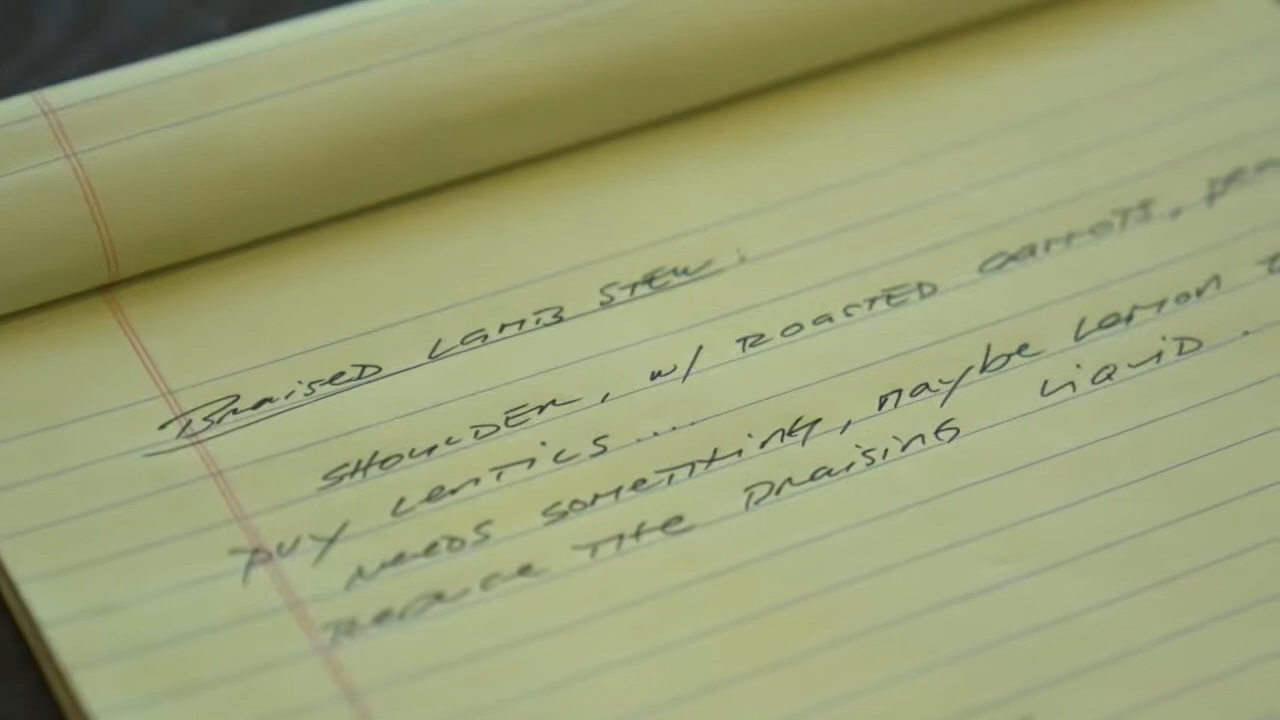 Braised LAMB STEW:
SHOULDER, w/ ROASTED carrots,
PUY LenTiLS ....
needs SOMETHING, maybe Lemon
reduce THe braising LiQuiD.